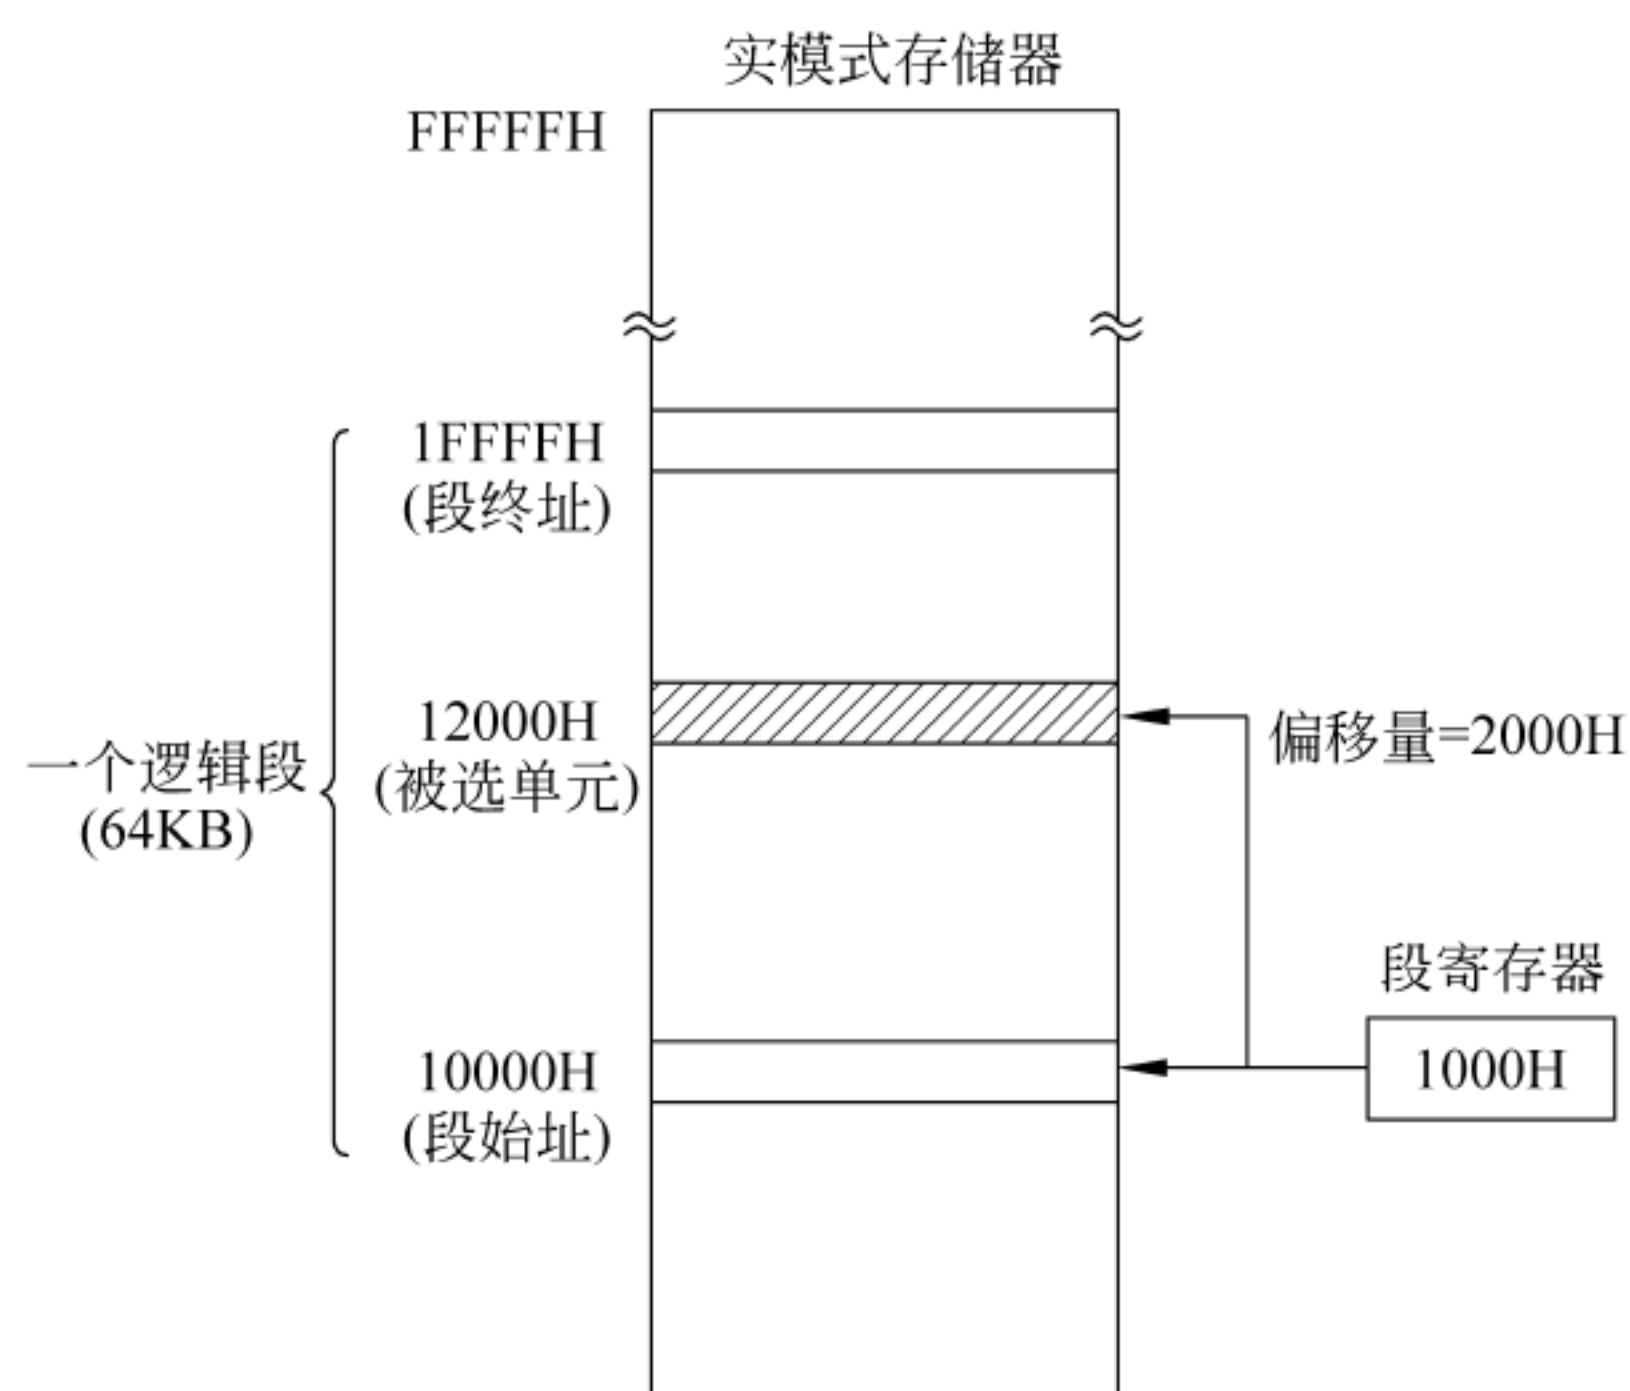 实模式存储器
FFFFFH
1FFFFH
(段终址)
12000H
(被选单元)
偏移量=2000H
一个逻辑段
(64KB)
段寄存器
1000H
10000H
(段始址)